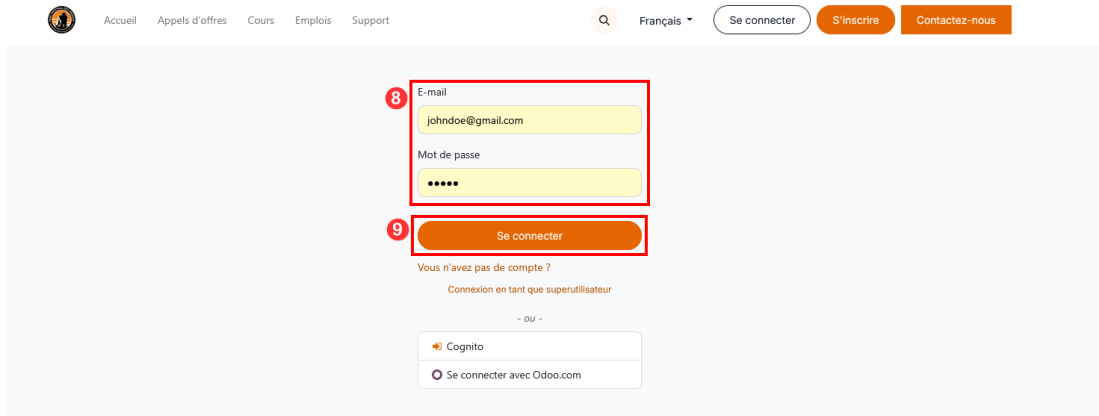 Accueil Appels d'offres Cours Emplois Support Français Se connecter S'inscrire Contactez-nous
8
E-mail
johndoe@gmail.com
Mot de passe
•••••
9
Se connecter
Vous n'avez pas de compte ?
Connexion en tant que superutilisateur
- ou -
Cognito
Se connecter avec Odoo.com